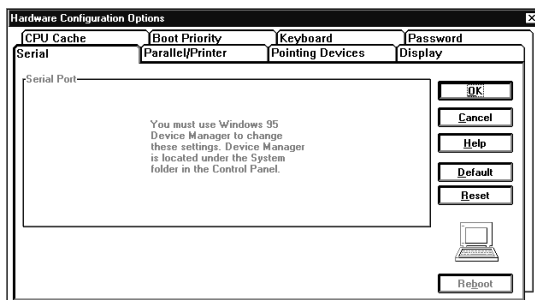 Hardware Configuration Options
CPU Cache
Boot Priority
Keyboard
Password
Serial
Parallel/Printer
Pointing Devices
Display
Serial Port
You must use Windows 95
Device Manager to change
these settings. Device Manager
is located under the System
folder in the Control Panel.
OK
Cancel
Help
Default
Reset
Reboot